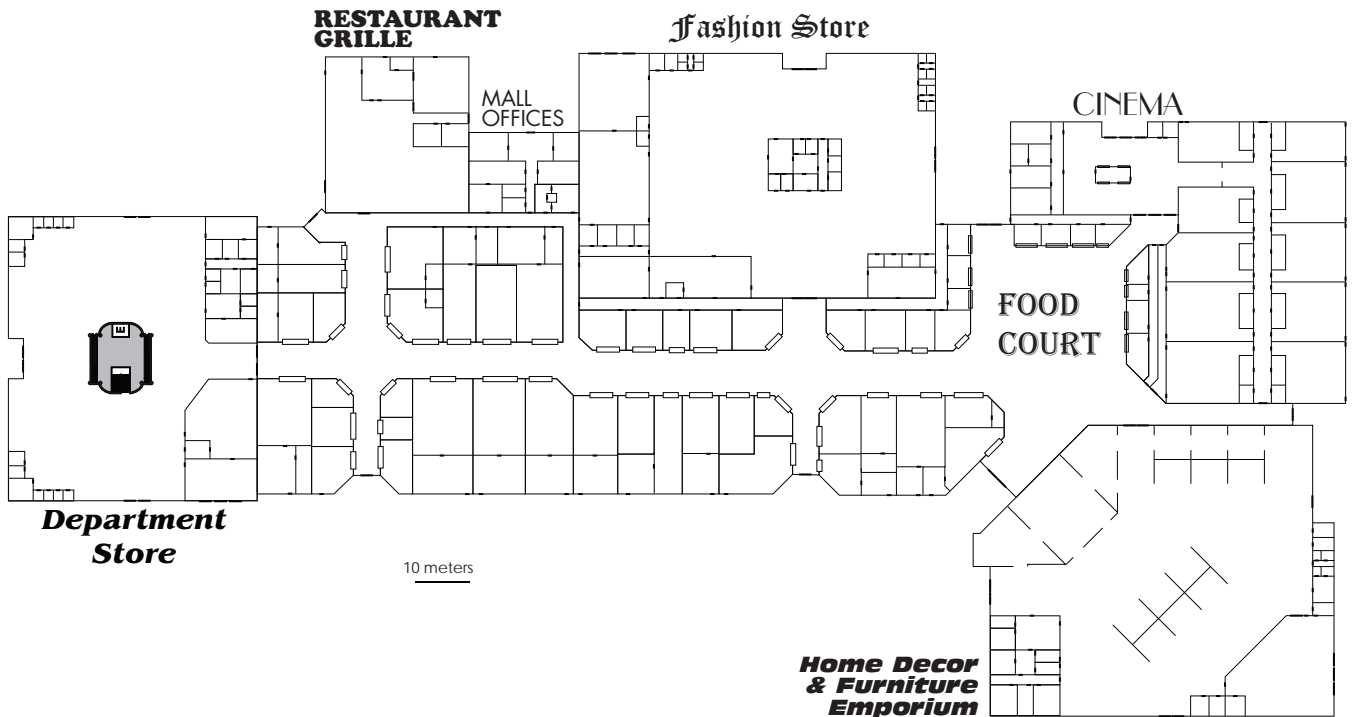 RESTAURANT
GRILLE
Fashion Store
MALL
OFFICES
CINEMA
E
FOOD
COURT
Department
Store
10 meters
Home Decor
& Furniture
Emporium